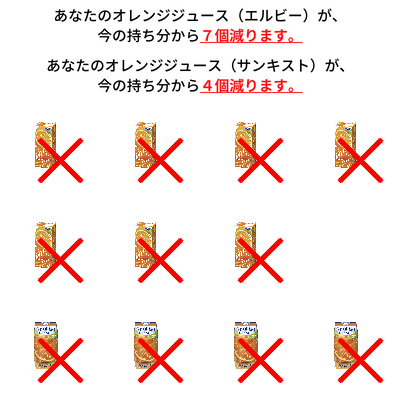 あなたのオレンジジュース（エルビー）が、
今の持ち分から７個減ります。
あなたのオレンジジュース（サンキスト）が、
今の持ち分から４個減ります。